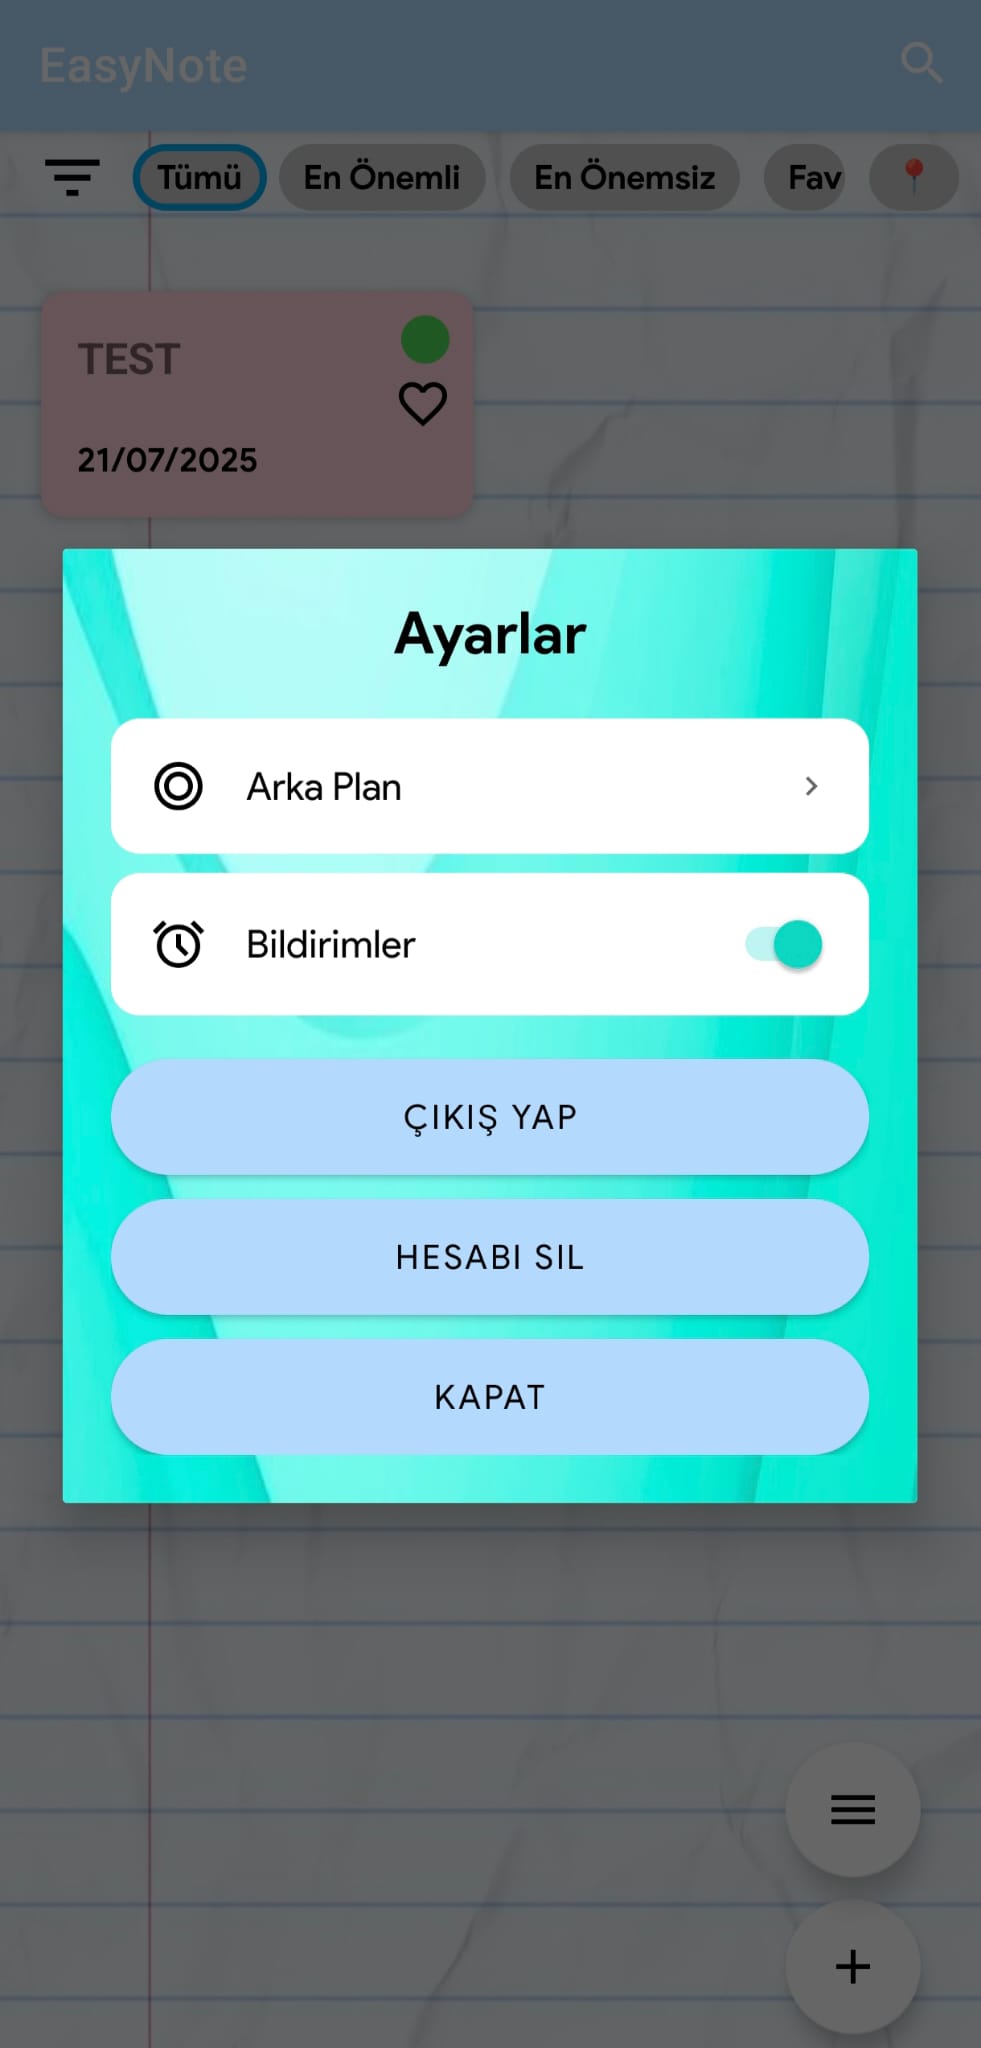 EasyNote
Tümü
En Önemli
En Önemsiz
Fav
TEST
21/07/2025
Ayarlar
Arka Plan
Bildirimler
ÇIKIŞ YAP
HESABI SIL
KAPAT